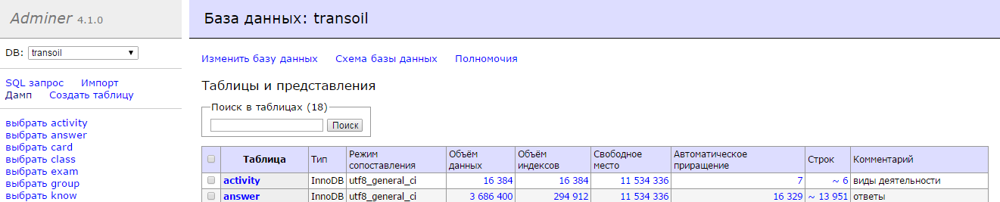 Adminer 4.1.0
DB: transoil
SQL запрос Импорт
Дамп Создать таблицу
выбрать activity
выбрать answer
выбрать card
выбрать class
выбрать exam
выбрать group
выбрать know
База данных: transoil
Изменить базу данных Схема базы данных Полномочия
Таблицы и представления
Поиск в таблицах (18)
Поиск
Таблица Тип Режим сопоставления Объём данных Объём индексов Свободное место Автоматическое приращение Строк Комментарий
activity InnoDB utf8_general_ci 16 384 16 384 11 534 336 7 ~ 6 виды деятельности
answer InnoDB utf8_general_ci 3 686 400 294 912 11 534 336 16 329 ~ 13 951 ответы